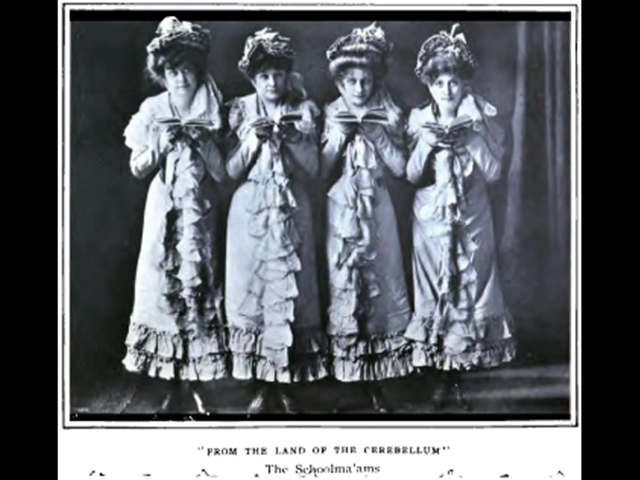 "FROM THE LAND OF THE CEREBELLUM"
The Schoolma'ams